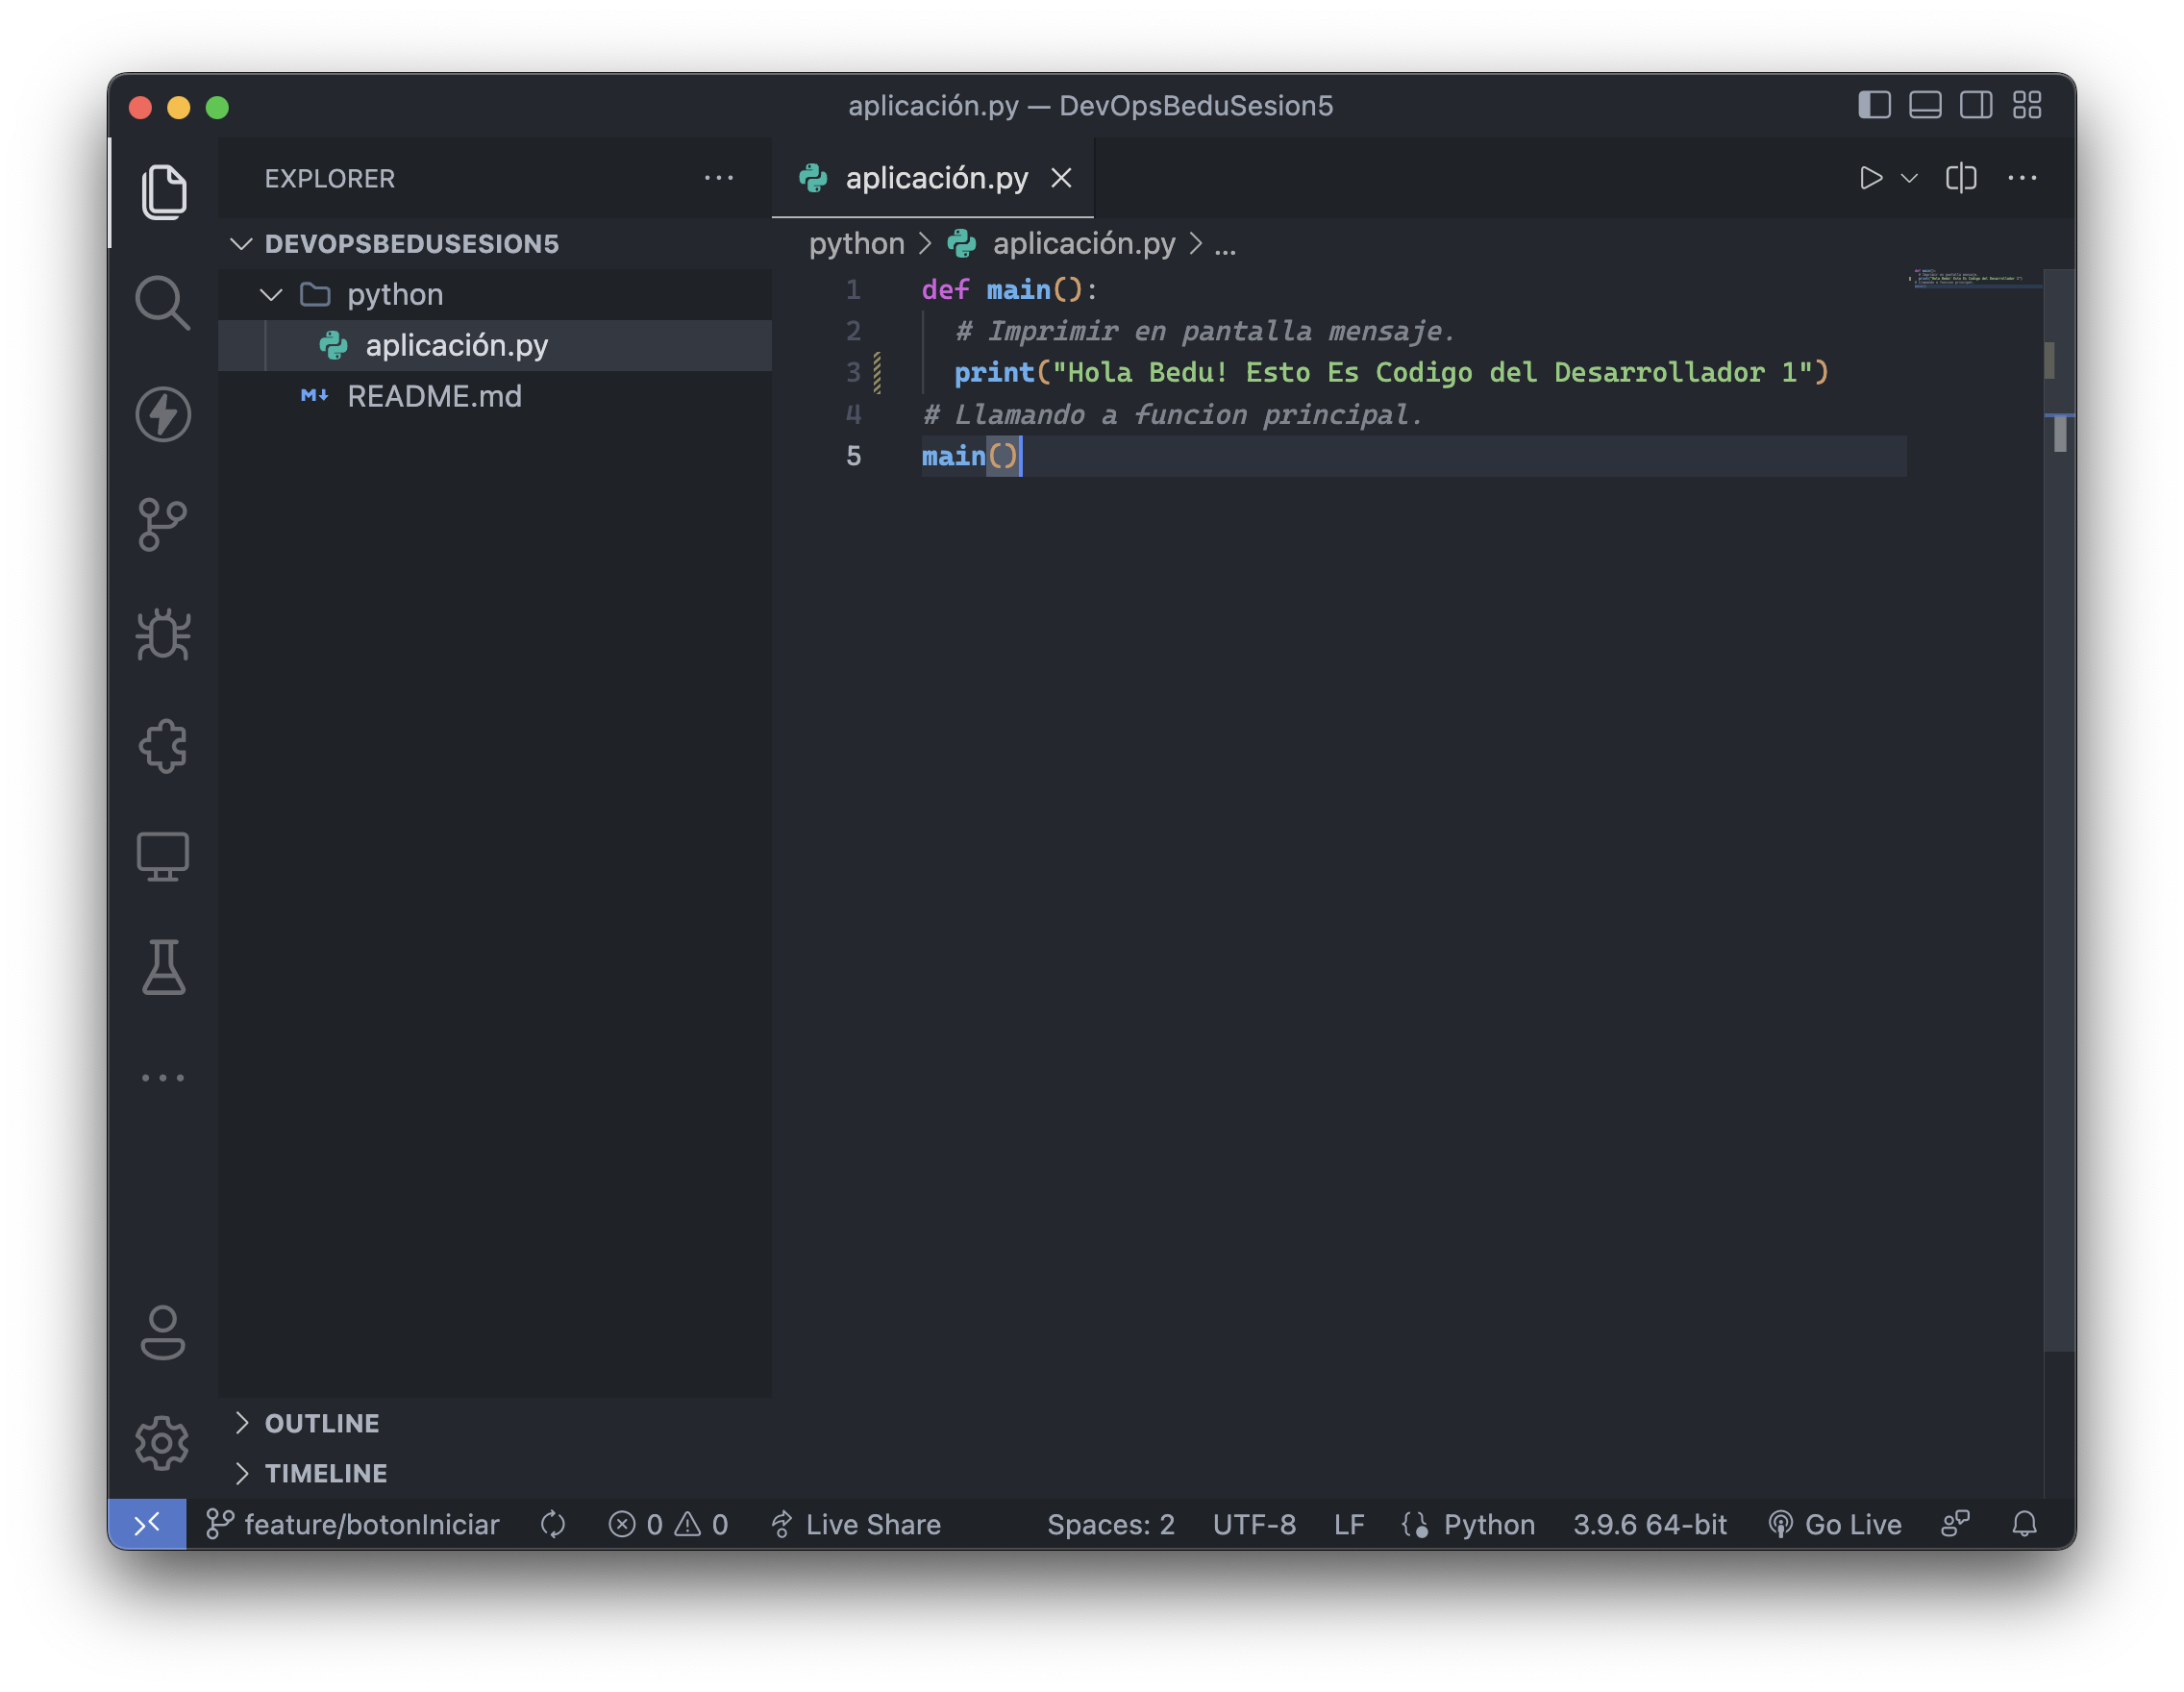 aplicación.py — DevOpsBeduSesion5
EXPLORER
DEVOPSBEDUSESION5
python
aplicación.py
README.md
OUTLINE
TIMELINE
aplicación.py
python > aplicación.py > ...
1 def main():
2 # Imprimir en pantalla mensaje.
3 print("Hola Bedu! Esto Es Codigo del Desarrollador 1")
4 # Llamando a funcion principal.
5 main()
feature/botonIniciar 0 0 Live Share Spaces: 2 UTF-8 LF Python 3.9.6 64-bit Go Live